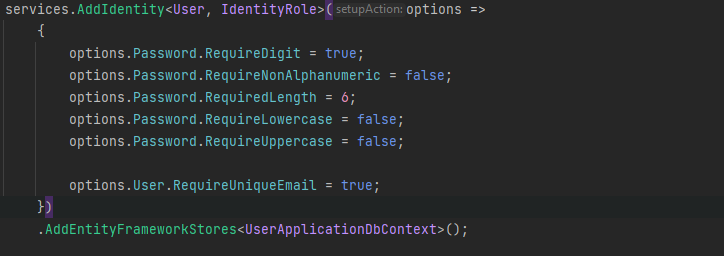 services.AddIdentity<User, IdentityRole>( setupAction: options =>
{
options.Password.RequireDigit = true;
options.Password.RequireNonAlphanumeric = false;
options.Password.RequiredLength = 6;
options.Password.RequireLowercase = false;
options.Password.RequireUppercase = false;
options.User.RequireUniqueEmail = true;
})
.AddEntityFrameworkStores<UserApplicationDbContext>();